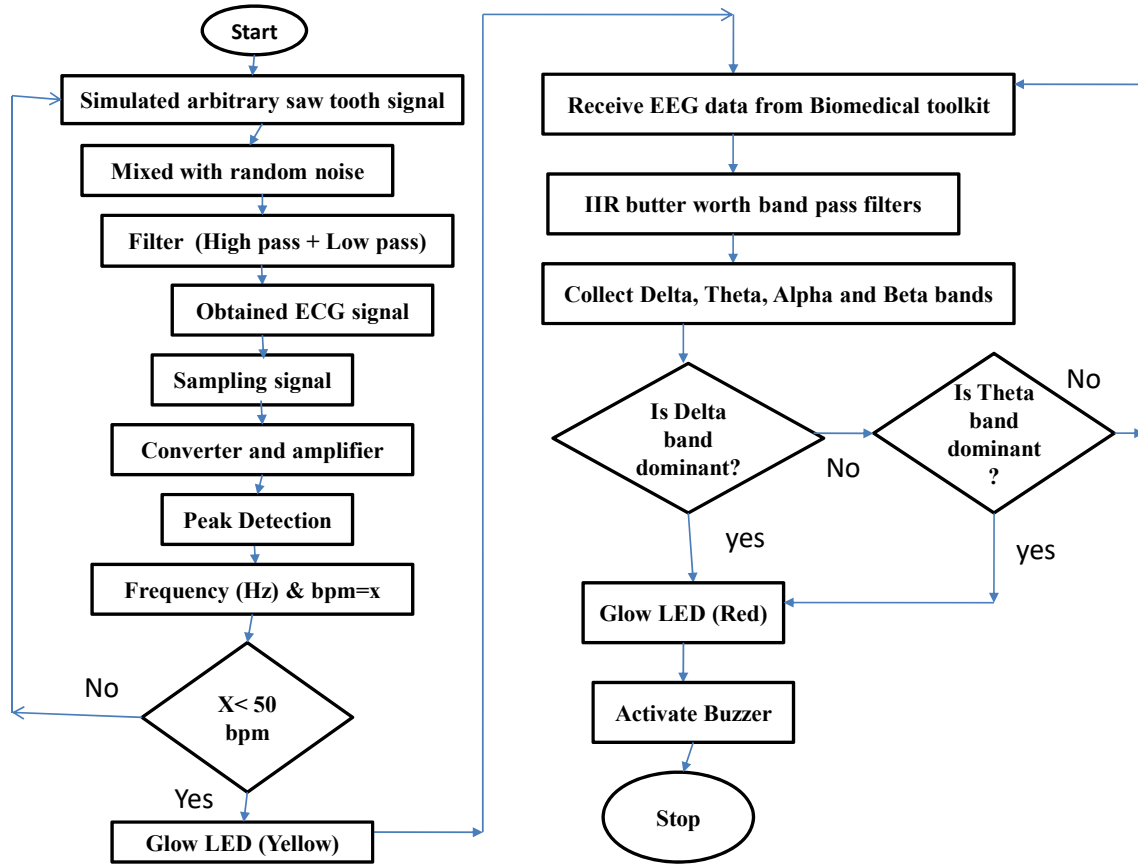 Start
Simulated arbitrary saw tooth signal
Mixed with random noise
Filter (High pass + Low pass)
Obtained ECG signal
Sampling signal
Converter and amplifier
Peak Detection
Frequency (Hz) & bpm=x
X< 50
bpm
No
Yes
Glow LED (Yellow)
Receive EEG data from Biomedical toolkit
IIR butter worth band pass filters
Collect Delta, Theta, Alpha and Beta bands
Is Delta
band
dominant?
No
Is Theta
band
dominant
?
No
yes
yes
Glow LED (Red)
Activate Buzzer
Stop